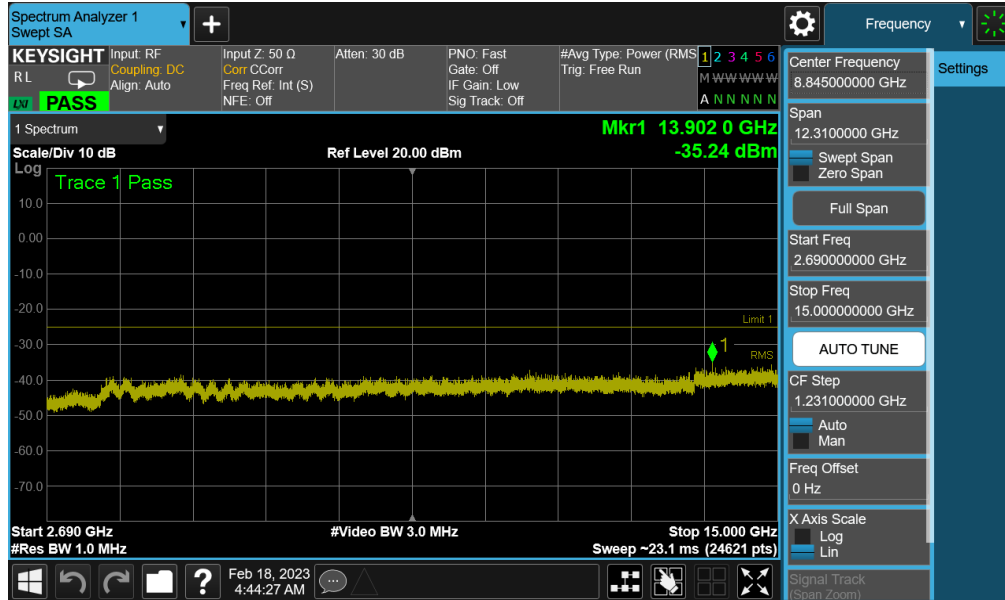 Spectrum Analyzer 1
Swept SA
+
Frequency
KEYSIGHT
R L
LXI PASS
Input: RF
Coupling: DC
Align: Auto
Input Z: 50 Ω
Corr CCorr
Freq Ref: Int (S)
NFE: Off
Atten: 30 dB
PNO: Fast
Gate: Off
IF Gain: Low
Sig Track: Off
#Avg Type: Power (RMS
Trig: Free Run
1 2 3 4 5 6
M W W W W W
A N N N N N
1 Spectrum
Scale/Div 10 dB
Ref Level 20.00 dBm
Mkr1 13.902 0 GHz
-35.24 dBm
Log
Trace 1 Pass
10.0
0.00
-10.0
-20.0
-30.0
-40.0
-50.0
-60.0
-70.0
Limit 1
1
RMS
Start 2.690 GHz
#Video BW 3.0 MHz
Stop 15.000 GHz
#Res BW 1.0 MHz
Sweep ~23.1 ms (24621 pts)
Center Frequency
8.845000000 GHz
Span
12.3100000 GHz
Swept Span
Zero Span
Full Span
Start Freq
2.690000000 GHz
Stop Freq
15.000000000 GHz
AUTO TUNE
CF Step
1.231000000 GHz
Auto
Man
Freq Offset
0 Hz
X Axis Scale
Log
Lin
Signal Track
(Span Zoom)
Settings
?
Feb 18, 2023
4:44:27 AM